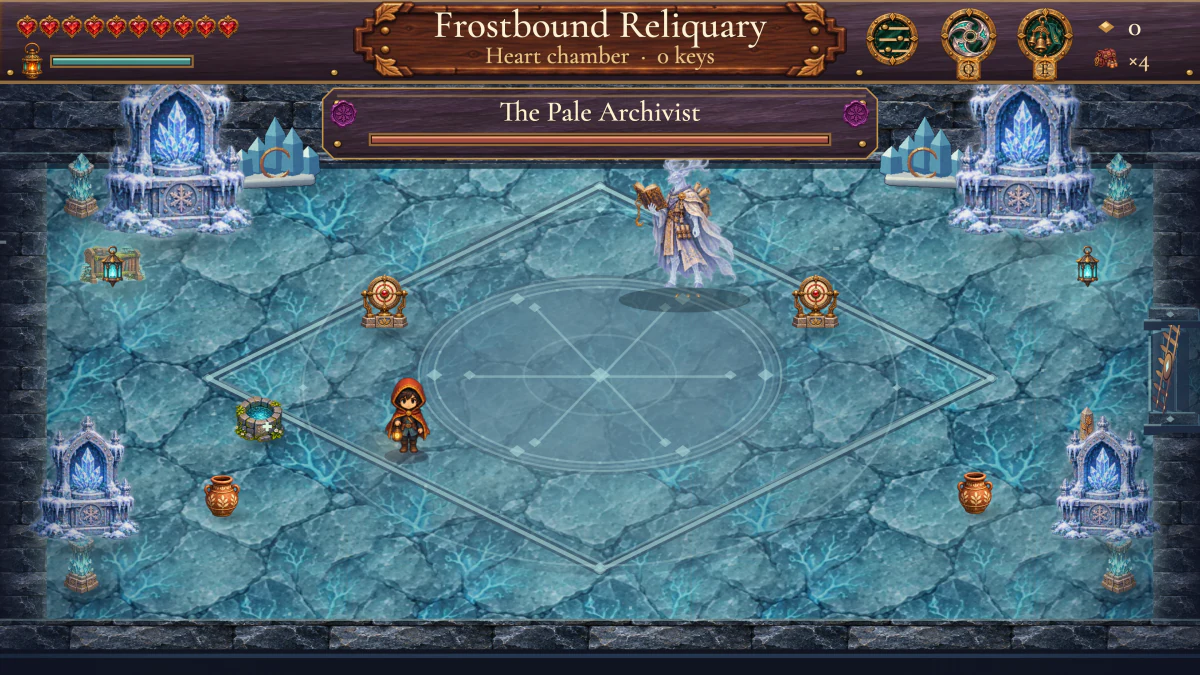 Frostbound Reliquary
Heart chamber · 0 keys
Q
E
0
×4
The Pale Archivist